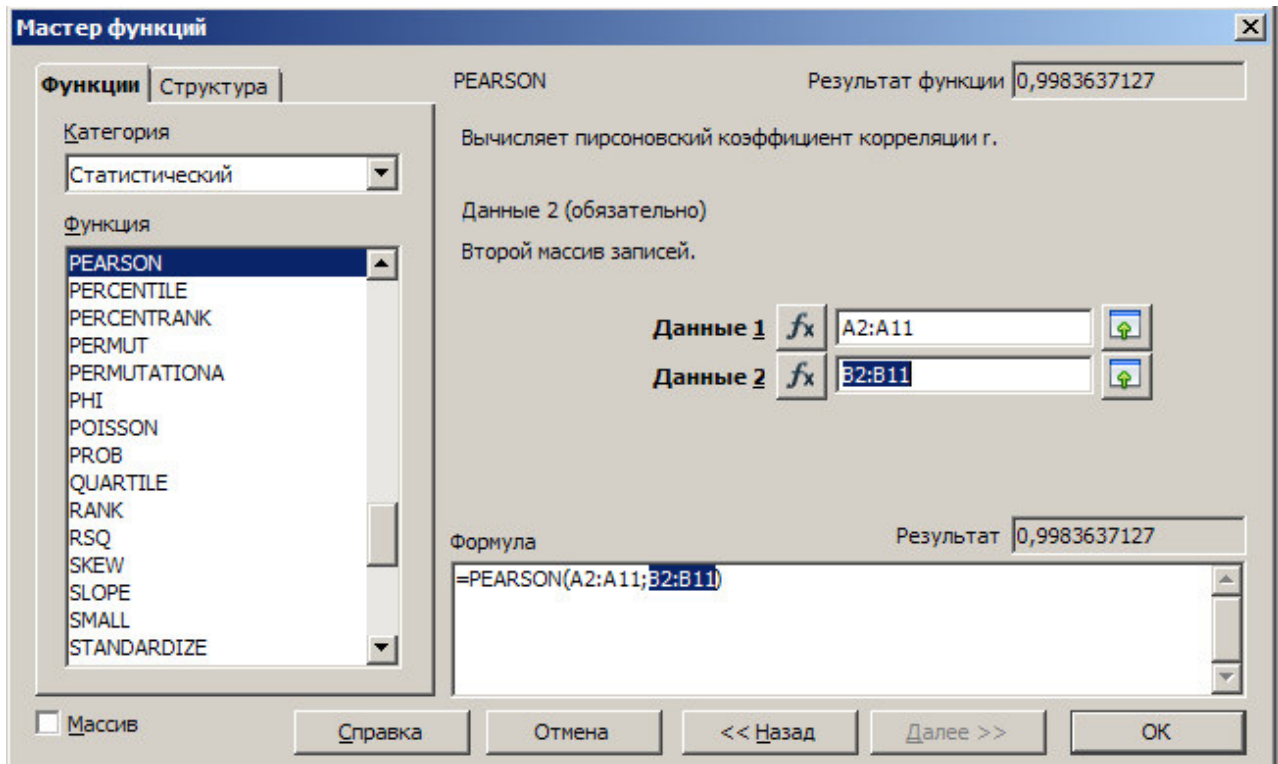 Мастер функций
Функции Структура
Категория
Статистический
Функция
PEARSON
PERCENTILE
PERCENTRANK
PERMUT
PERMUTATIONA
PHI
POISSON
PROB
QUARTILE
RANK
RSQ
SKEW
SLOPE
SMALL
STANDARDIZE
PEARSON Результат функции 0,9983637127
Вычисляет пирсоновский коэффициент корреляции r.
Данные 2 (обязательно)
Второй массив записей.
Данные 1 fx A2:A11
Данные 2 fx B2:B11
Формула Результат 0,9983637127
=PEARSON(A2:A11;B2:B11)
Массив Справка Отмена << Назад Далее >> ОК